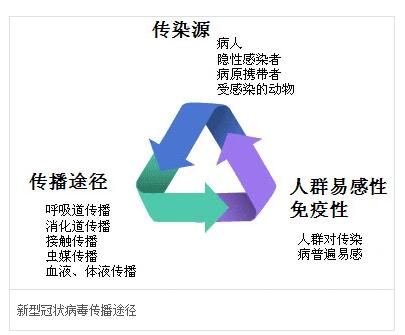 传染源
病人
隐性感染者
病原携带者
受感染的动物
传播途径
呼吸道传播
消化道传播
接触传播
虫媒传播
血液、体液传播
人群易感性
免疫性
人群对传染
病普遍易感
新型冠状病毒传播途径